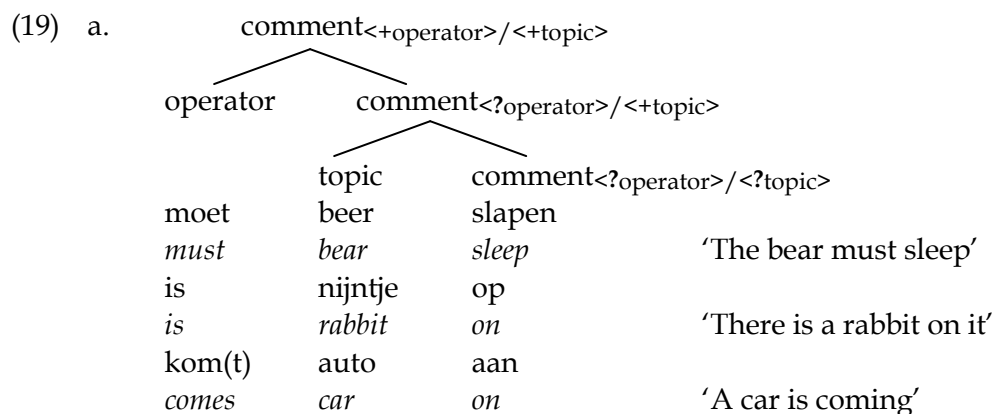 (19) a. comment<+operator>/<+topic>
operator comment<?operator>/<+topic>
topic comment<?operator>/<?topic>
moet beer slapen
must bear sleep ‘The bear must sleep’
is nijntje op
is rabbit on ‘There is a rabbit on it’
kom(t) auto aan
comes car on ‘A car is coming’